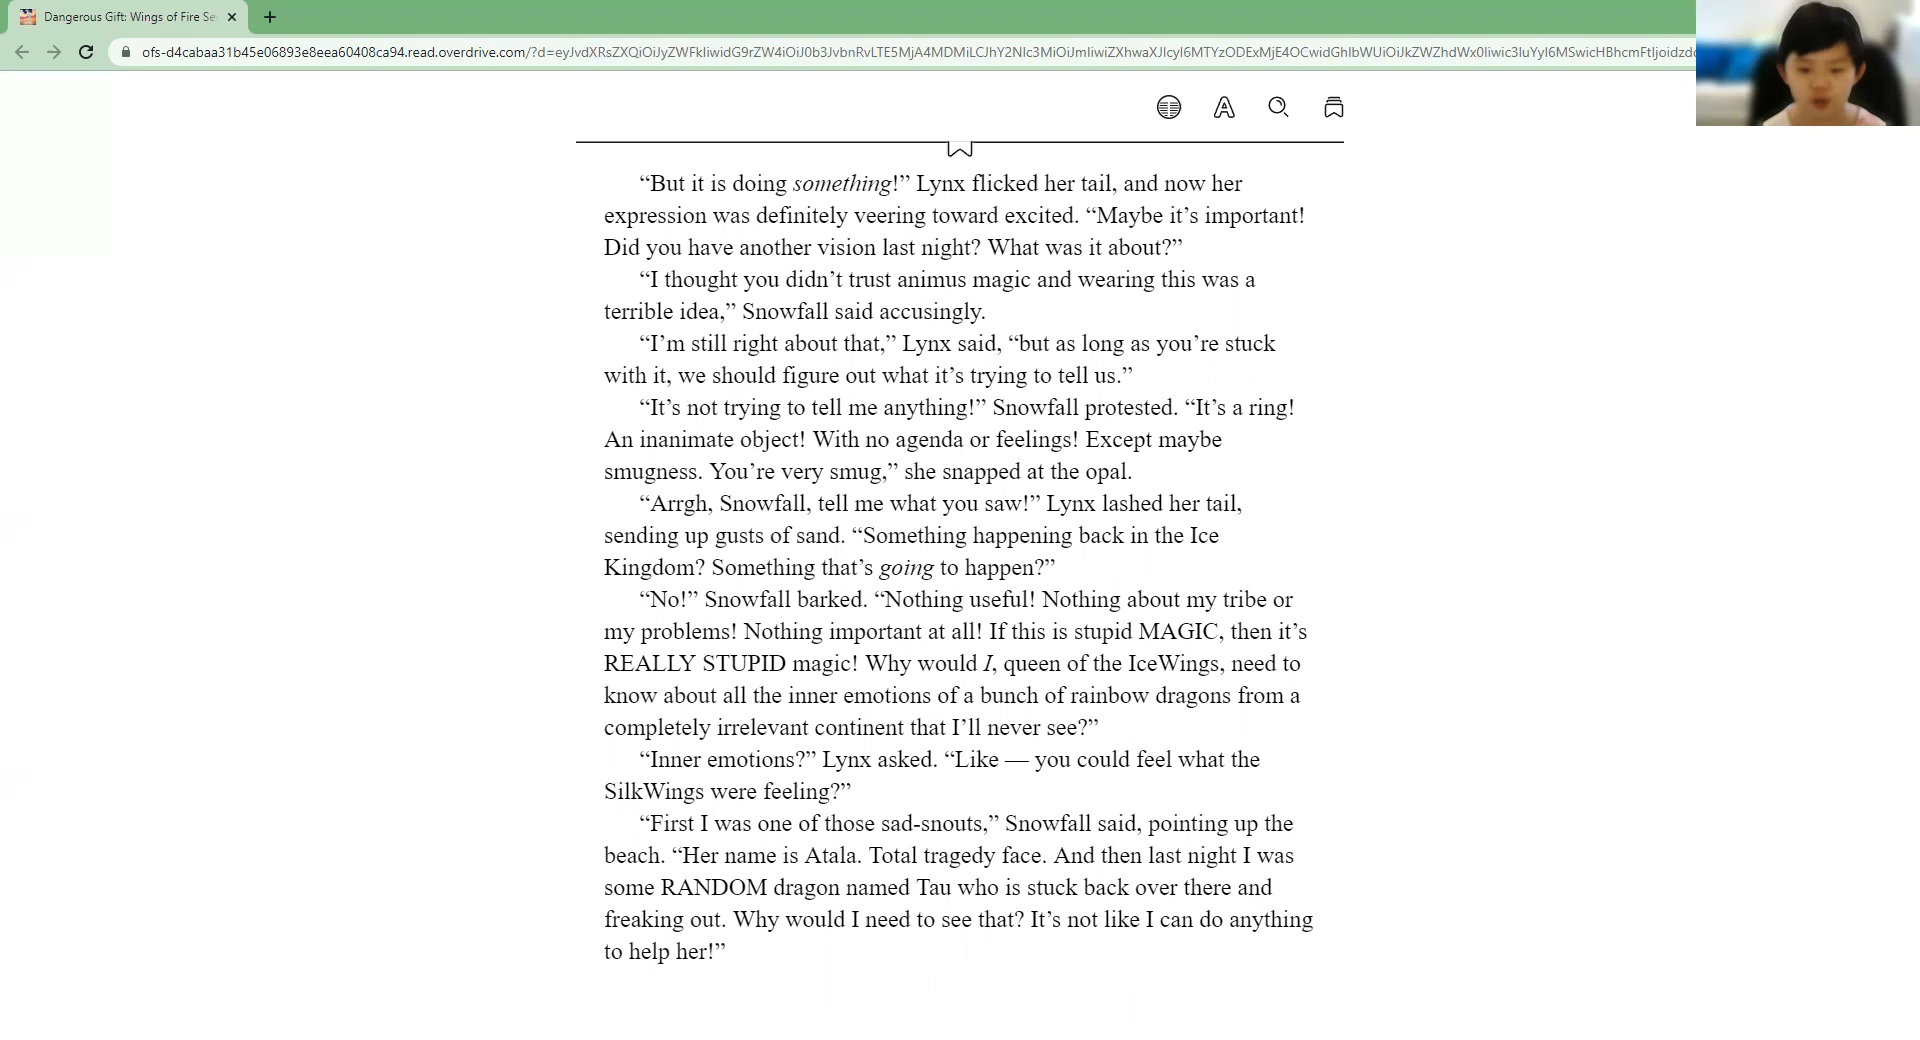 Dangerous Gift: Wings of Fire Se
ofs-d4cabaa31b45e06893e8eea60408ca94.read.overdrive.com
“But it is doing something!” Lynx flicked her tail, and now her
expression was definitely veering toward excited. “Maybe it’s important!
Did you have another vision last night? What was it about?”
“I thought you didn’t trust animus magic and wearing this was a
terrible idea,” Snowfall said accusingly.
“I’m still right about that,” Lynx said, “but as long as you’re stuck
with it, we should figure out what it’s trying to tell us.”
“It’s not trying to tell me anything!” Snowfall protested. “It’s a ring!
An inanimate object! With no agenda or feelings! Except maybe
smugness. You’re very smug,” she snapped at the opal.
“Arrgh, Snowfall, tell me what you saw!” Lynx lashed her tail,
sending up gusts of sand. “Something happening back in the Ice
Kingdom? Something that’s going to happen?”
“No!” Snowfall barked. “Nothing useful! Nothing about my tribe or
my problems! Nothing important at all! If this is stupid MAGIC, then it’s
REALLY STUPID magic! Why would I, queen of the IceWings, need to
know about all the inner emotions of a bunch of rainbow dragons from a
completely irrelevant continent that I’ll never see?”
“Inner emotions?” Lynx asked. “Like — you could feel what the
SilkWings were feeling?”
“First I was one of those sad-snouts,” Snowfall said, pointing up the
beach. “Her name is Atala. Total tragedy face. And then last night I was
some RANDOM dragon named Tau who is stuck back over there and
freaking out. Why would I need to see that? It’s not like I can do anything
to help her!”